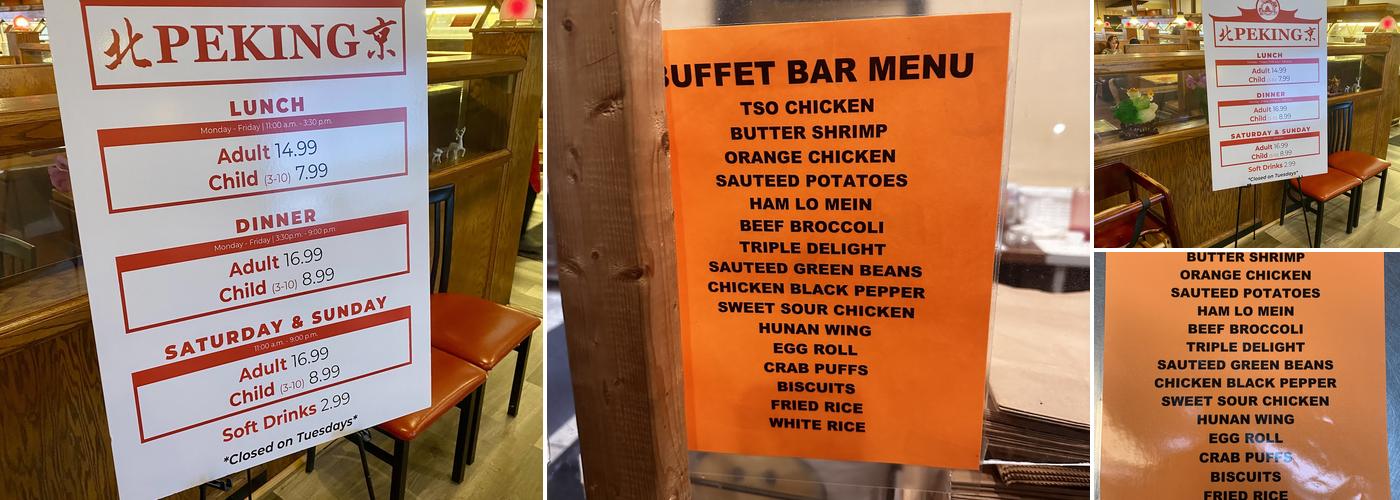 北PEKING京
LUNCH
Monday - Friday | 11:00 a.m. - 3:30 p.m.
Adult 14.99
Child (3-10) 7.99
DINNER
Monday - Friday | 3:30p.m. - 9:00 p.m
Adult 16.99
Child (3-10) 8.99
SATURDAY & SUNDAY
11:00 a.m. - 9:00 p.m.
Adult 16.99
Child (3-10) 8.99
Soft Drinks 2.99
*Closed on Tuesdays*
BUFFET BAR MENU
TSO CHICKEN
BUTTER SHRIMP
ORANGE CHICKEN
SAUTEED POTATOES
HAM LO MEIN
BEEF BROCCOLI
TRIPLE DELIGHT
SAUTEED GREEN BEANS
CHICKEN BLACK PEPPER
SWEET SOUR CHICKEN
HUNAN WING
EGG ROLL
CRAB PUFFS
BISCUITS
FRIED RICE
WHITE RICE
北PEKING京
LUNCH
Adult 14.99
Child 7.99
DINNER
Adult 16.99
Child 8.99
SATURDAY & SUNDAY
Adult 16.99
Child 8.99
Soft Drinks 2.99
*Closed on Tuesdays*
BUTTER SHRIMP
ORANGE CHICKEN
SAUTEED POTATOES
HAM LO MEIN
BEEF BROCCOLI
TRIPLE DELIGHT
SAUTEED GREEN BEANS
CHICKEN BLACK PEPPER
SWEET SOUR CHICKEN
HUNAN WING
EGG ROLL
CRAB PUFFS
BISCUITS
FRIED RICE